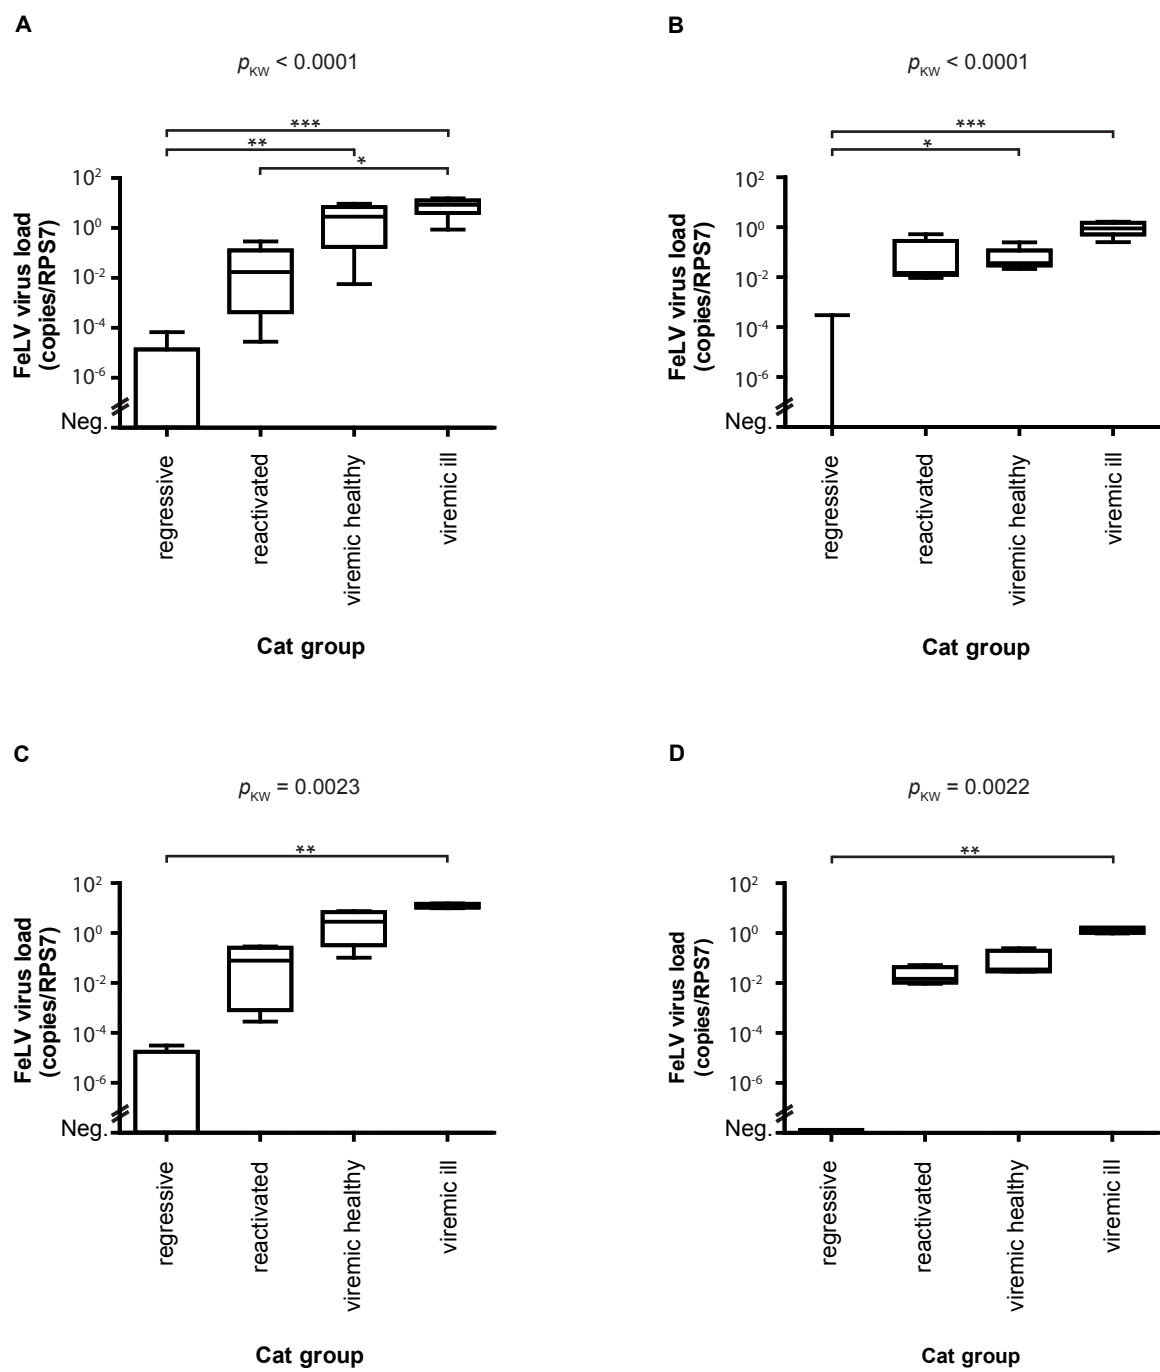 A
p_KW < 0.0001
***
**
*
FeLV virus load
(copies/RPS7)
10²
10⁰
10⁻²
10⁻⁴
10⁻⁶
Neg.
regressive
reactivated
viremic healthy
viremic ill
Cat group
B
p_KW < 0.0001
***
*
FeLV virus load
(copies/RPS7)
10²
10⁰
10⁻²
10⁻⁴
10⁻⁶
Neg.
regressive
reactivated
viremic healthy
viremic ill
Cat group
C
p_KW = 0.0023
**
FeLV virus load
(copies/RPS7)
10²
10⁰
10⁻²
10⁻⁴
10⁻⁶
Neg.
regressive
reactivated
viremic healthy
viremic ill
Cat group
D
p_KW = 0.0022
**
FeLV virus load
(copies/RPS7)
10²
10⁰
10⁻²
10⁻⁴
10⁻⁶
Neg.
regressive
reactivated
viremic healthy
viremic ill
Cat group